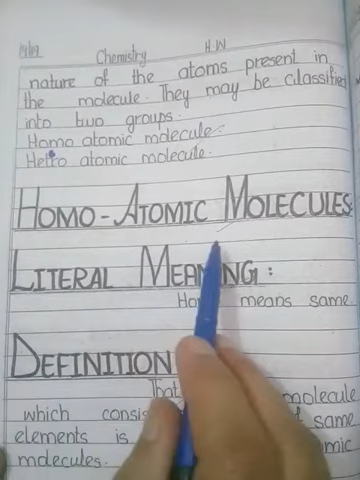 Chemistry H.W
nature of the atoms present in
the molecule. They may be classified
into two groups.
Homo atomic molecule.
Hetro atomic molecule.
HOMO-ATOMIC MOLECULES:
LITERAL MEANING:
means same
DEFINITION
That molecule
which same
elements is
molecules.